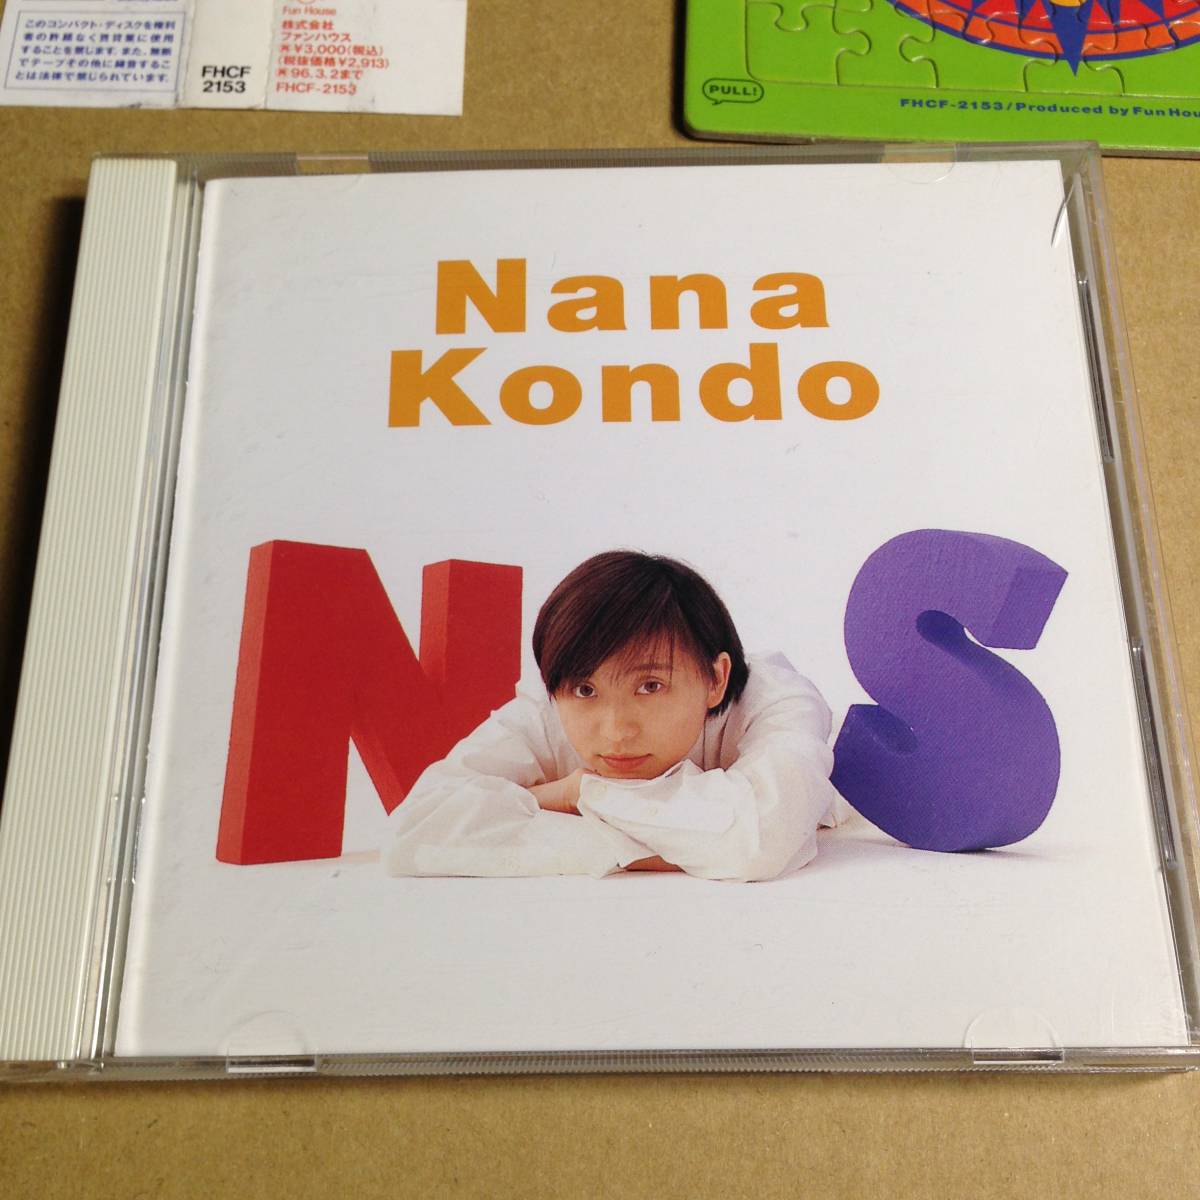 このコンパクト・ディスクを権利
者の許諾なく賃貸業に使用
することを禁じます。また、無断
でテープその他に録音するこ
とは法律で禁じられています。
FHCF
2153
Fun House
株式会社
ファンハウス
¥3,000(税込)
(税抜価格¥2,913)
96.3.2まで
FHCF-2153
PULL!
FHCF-2153/Produced by Fun Hou
Nana
Kondo
N S